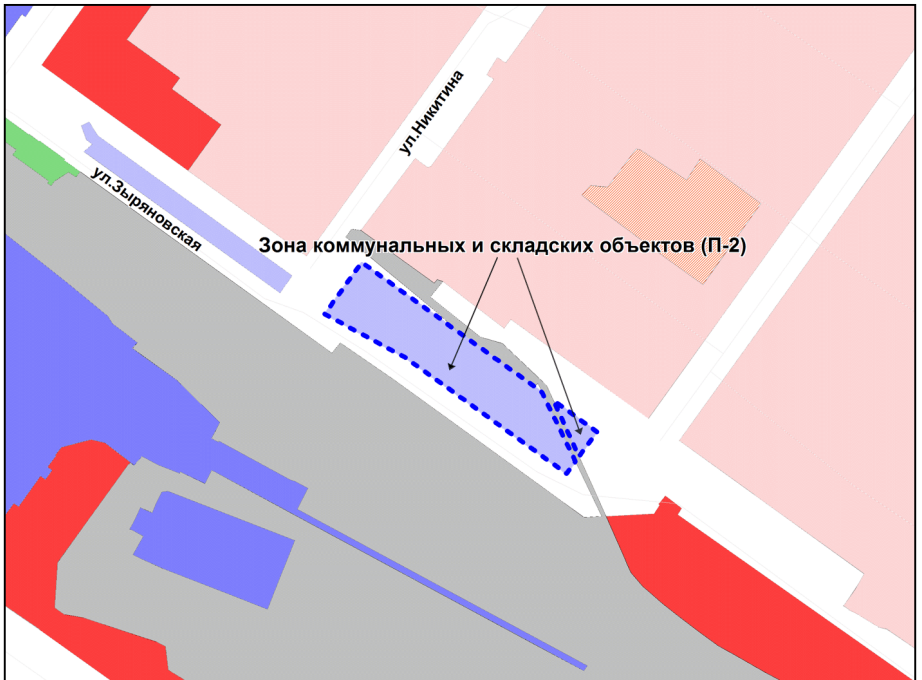 ул.Никитина
ул.Зыряновская
Зона коммунальных и складских объектов (П-2)